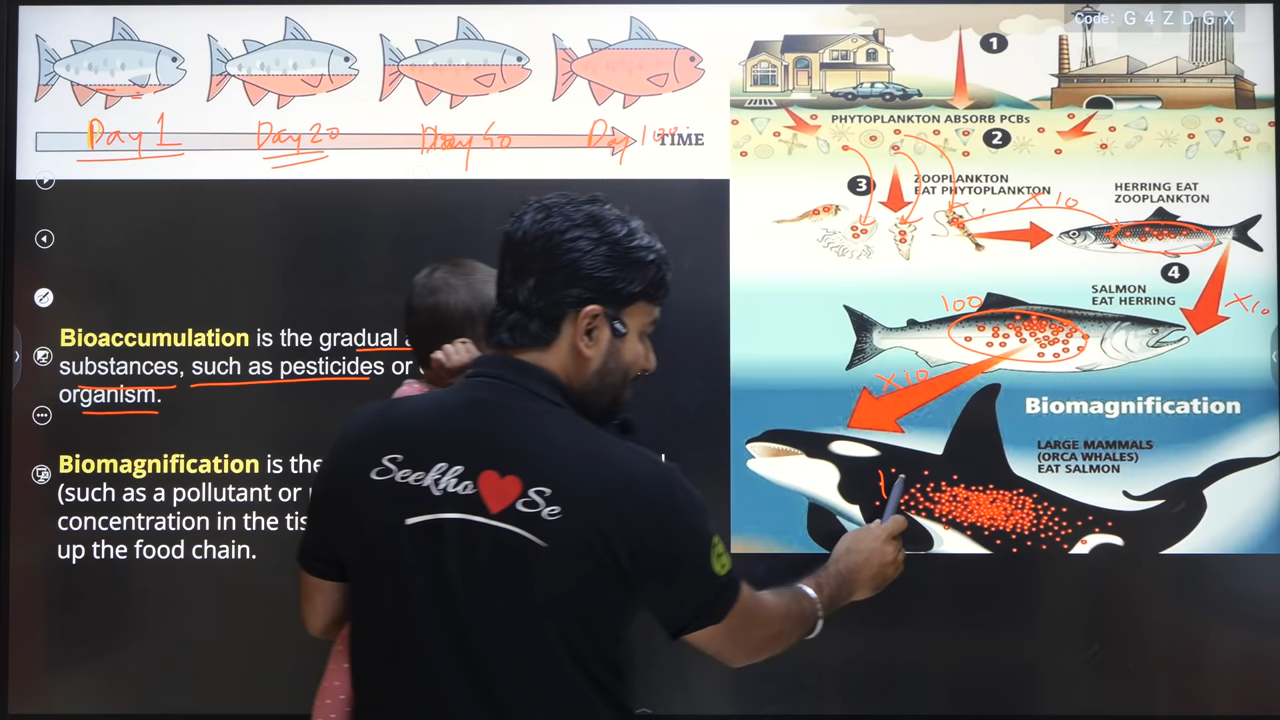 Code: G 4 Z D G X
Day 1
Day 20
Day 40
Day 100
TIME
1
PHYTOPLANKTON ABSORB PCBs
2
3
ZOOPLANKTON
EAT PHYTOPLANKTON
X10
HERRING EAT
ZOOPLANKTON
4
SALMON
EAT HERRING
X10
100
X10
Biomagnification
LARGE MAMMALS
(ORCA WHALES)
EAT SALMON
Bioaccumulation is the gradual
substances, such as pesticides or
organism.
Biomagnification is the
(such as a pollutant or
concentration in the
up the food chain.
Seekho Se